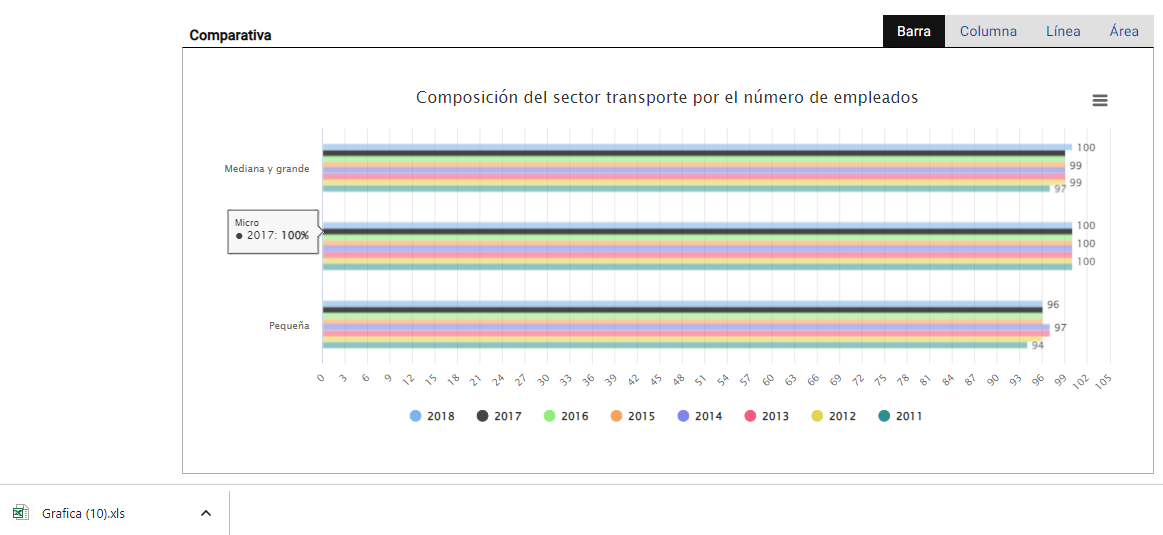 Comparativa
Barra Columna Línea Área
Composición del sector transporte por el número de empleados
Mediana y grande
100
99
99
97
Micro
● 2017: 100%
100
100
100
Pequeña
96
97
94
0 3 6 9 12 15 18 21 24 27 30 33 36 39 42 45 48 51 54 57 60 63 66 69 72 75 78 81 84 87 90 93 96 99 102 105
2018 2017 2016 2015 2014 2013 2012 2011
Grafica (10).xls